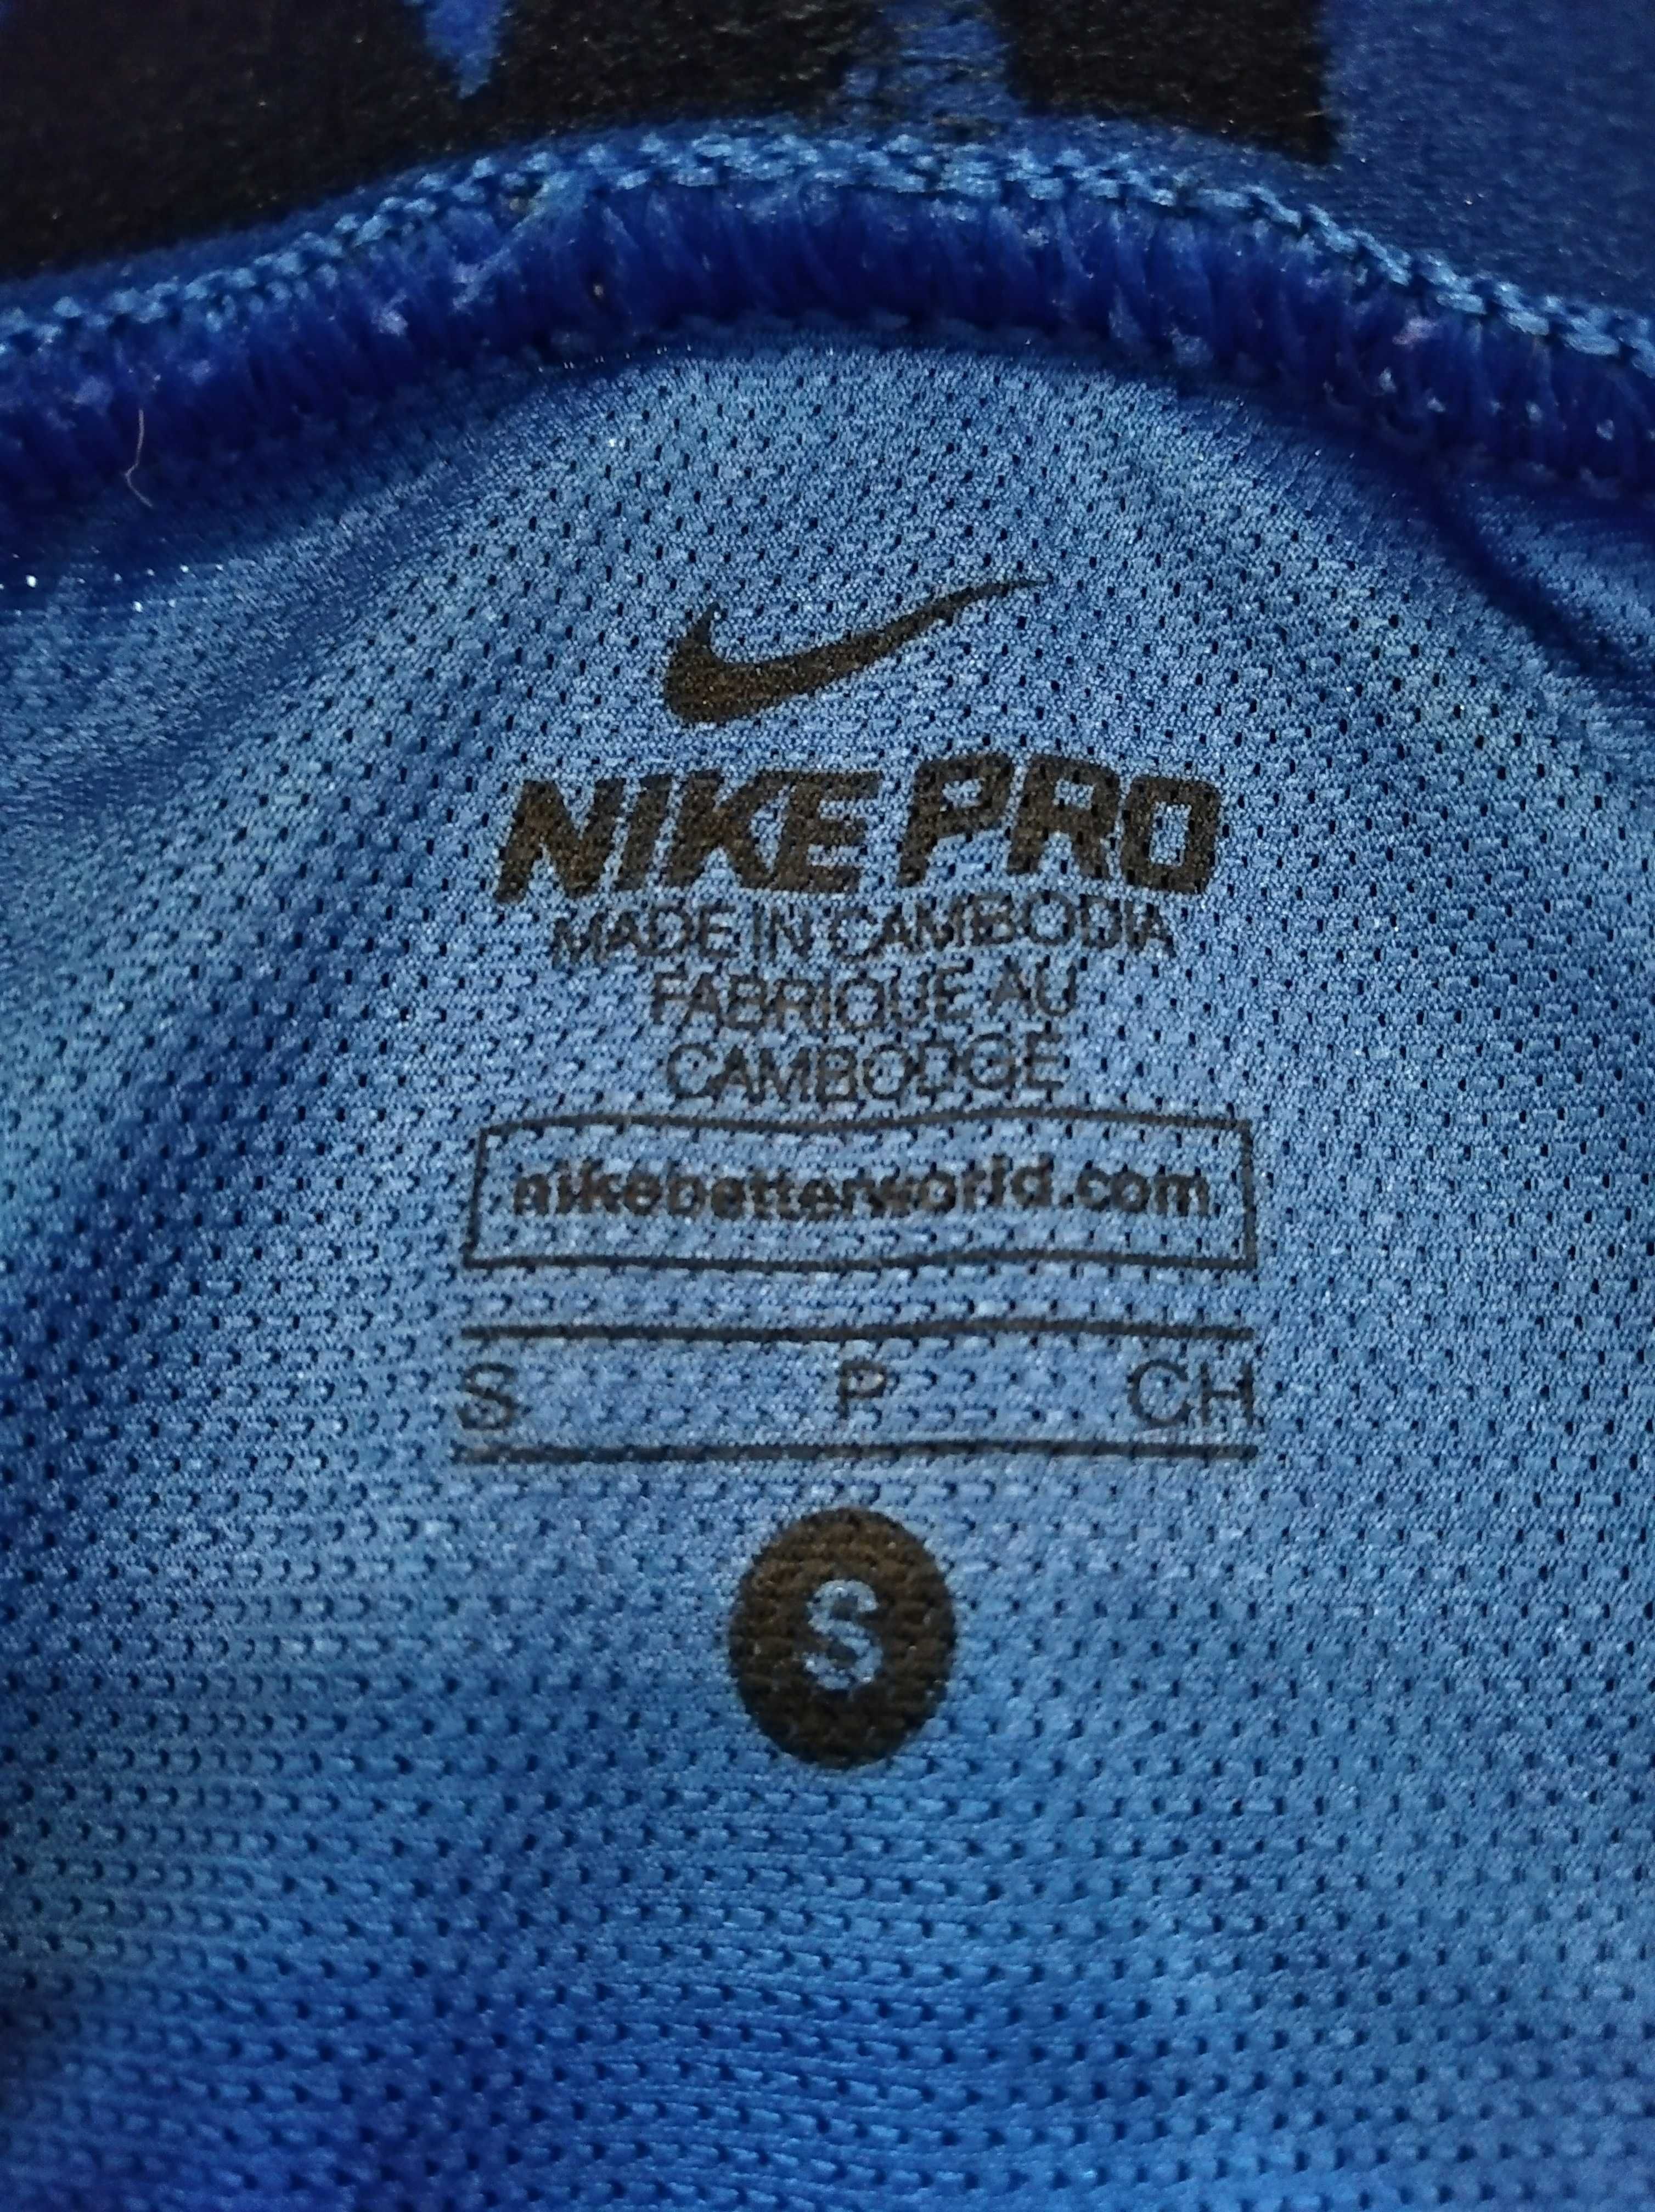 NIKE PRO
MADE IN CAMBODIA
FABRIQUE AU
CAMBODGE
nikebetterworld.com
S P CH
S